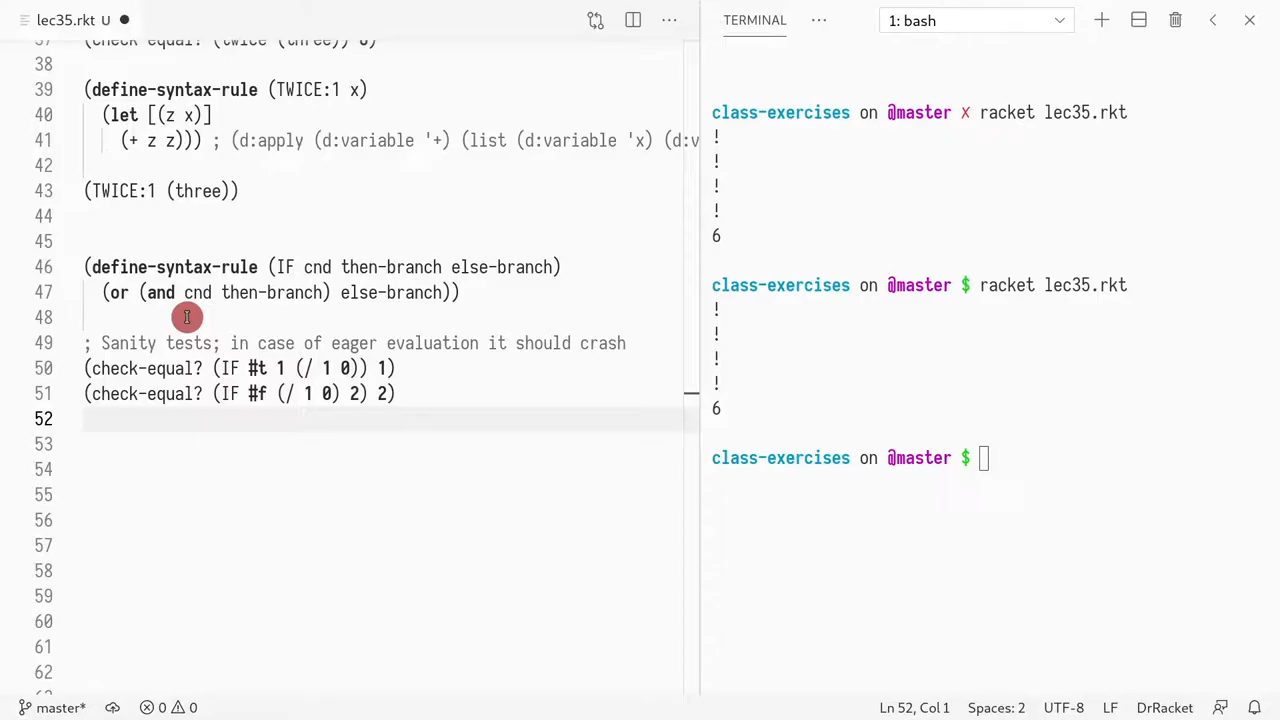 lec35.rkt U
TERMINAL
1: bash
37 (check-equal? (twice (three)) 6)
38
39 (define-syntax-rule (TWICE:1 x)
40 (let [(z x)]
41 (+ z z))) ; (d:apply (d:variable '+) (list (d:variable 'x) (d:v
42
43 (TWICE:1 (three))
44
45
46 (define-syntax-rule (IF cnd then-branch else-branch)
47 (or (and cnd then-branch) else-branch))
48
49 ; Sanity tests; in case of eager evaluation it should crash
50 (check-equal? (IF #t 1 (/ 1 0)) 1)
51 (check-equal? (IF #f (/ 1 0) 2) 2)
52
53
54
55
56
57
58
59
60
61
62
class-exercises on @master ✗ racket lec35.rkt
!
!
!
!
6
class-exercises on @master $ racket lec35.rkt
!
!
!
!
6
class-exercises on @master $
master* 0 0 Ln 52, Col 1 Spaces: 2 UTF-8 LF DrRacket